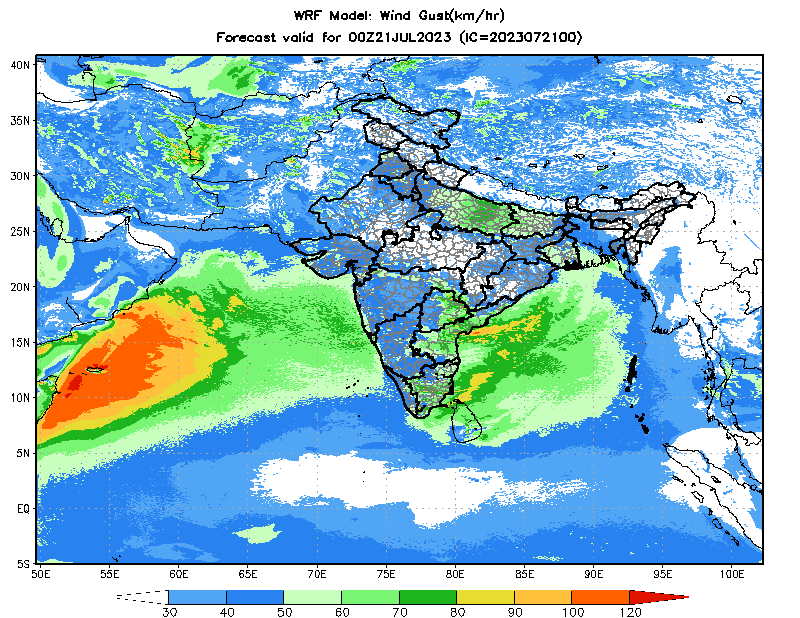 WRF Model: Wind Gust(km/hr)
Forecast valid for 00Z21JUL2023 (IC=2023072100)
40N
35N
30N
25N
20N
15N
10N
5N
EQ
5S
50E 55E 60E 65E 70E 75E 80E 85E 90E 95E 100E
30 40 50 60 70 80 90 100 120